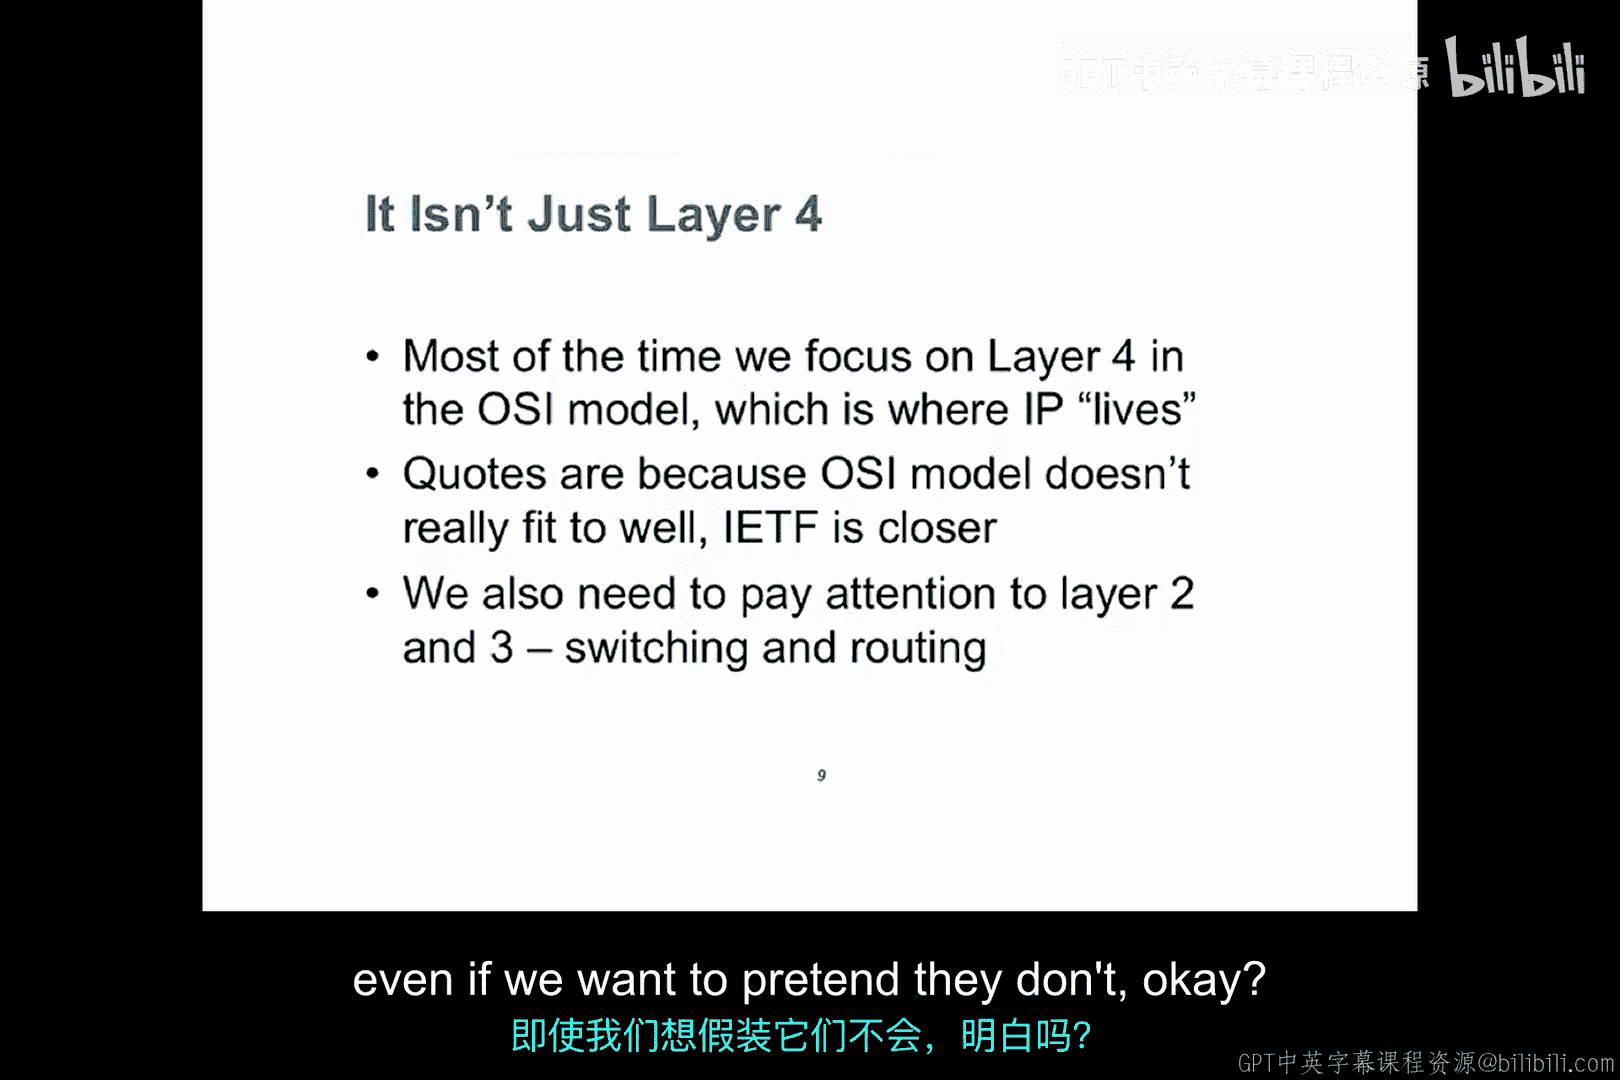 bilibili
It Isn't Just Layer 4
• Most of the time we focus on Layer 4 in
the OSI model, which is where IP “lives”
• Quotes are because OSI model doesn't
really fit to well, IETF is closer
• We also need to pay attention to layer 2
and 3 – switching and routing
9
even if we want to pretend they don't, okay?
即使我们想假装它们不会，明白吗？
GPT中英字幕课程资源@bilibili.com